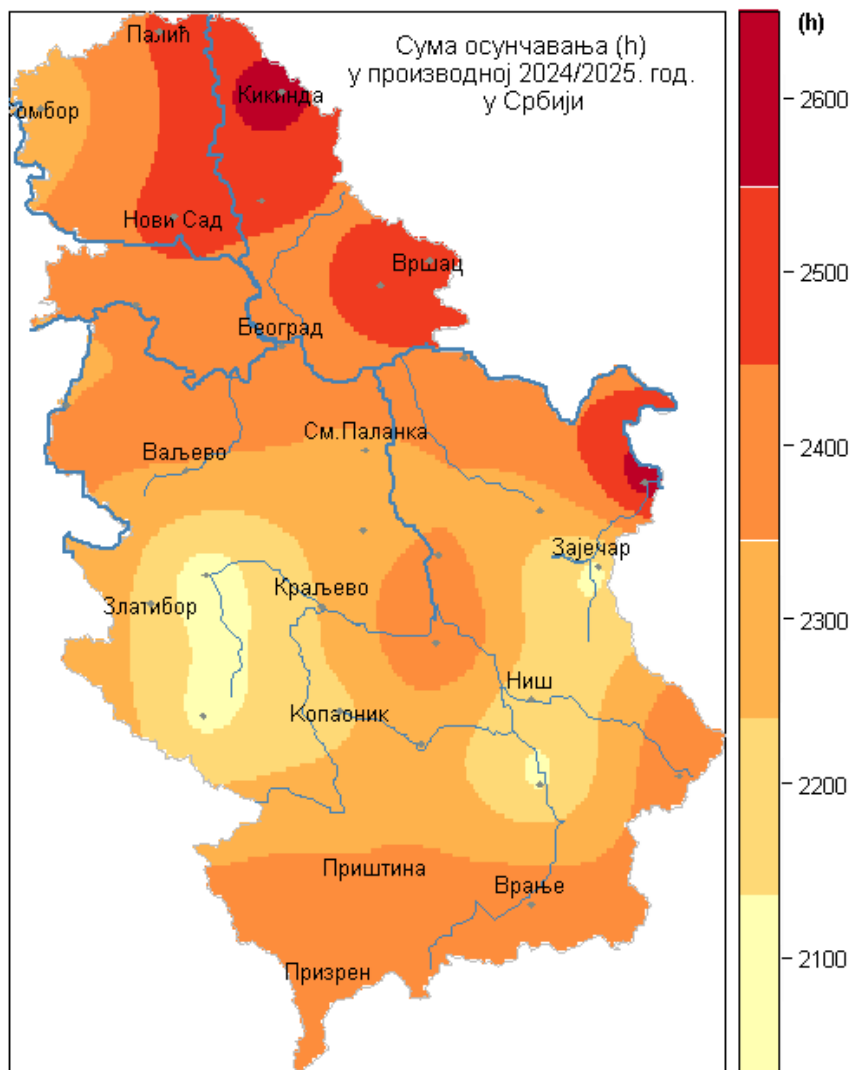 Сума осунчавања (h)
у производној 2024/2025. год.
у Србији
(h)
2600
2500
2400
2300
2200
2100
Палић
Кикинда
Сомбор
Нови Сад
Вршац
Београд
См.Паланка
Ваљево
Зајечар
Краљево
Златибор
Ниш
Копаоник
Приштина
Врање
Призрен